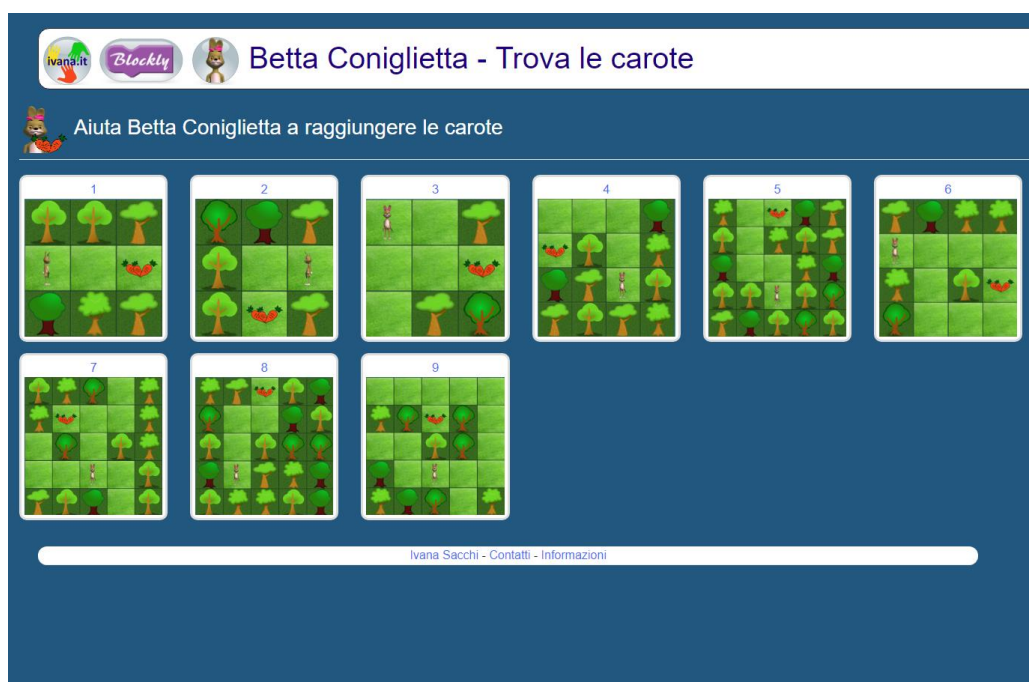 ivana.it
Blockly
Betta Coniglietta - Trova le carote
Aiuta Betta Coniglietta a raggiungere le carote
1
2
3
4
5
6
7
8
9
Ivana Sacchi - Contatti - Informazioni